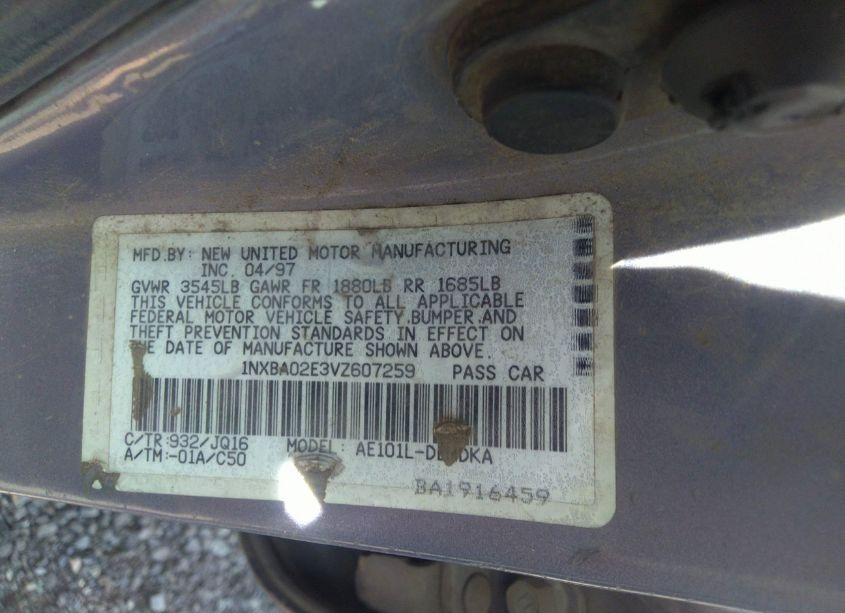 MFD.BY: NEW UNITED MOTOR MANUFACTURING
INC. 04/97
GVWR 3545LB GAWR FR 1880LB RR 1685LB
THIS VEHICLE CONFORMS TO ALL APPLICABLE
FEDERAL MOTOR VEHICLE SAFETY,BUMPER,AND
THEFT PREVENTION STANDARDS IN EFFECT ON
THE DATE OF MANUFACTURE SHOWN ABOVE.
1NXBA02E3VZ607259 PASS CAR
C/TR:932/JQ16 MODEL:
A/TM:-01A/C50
BA1916459